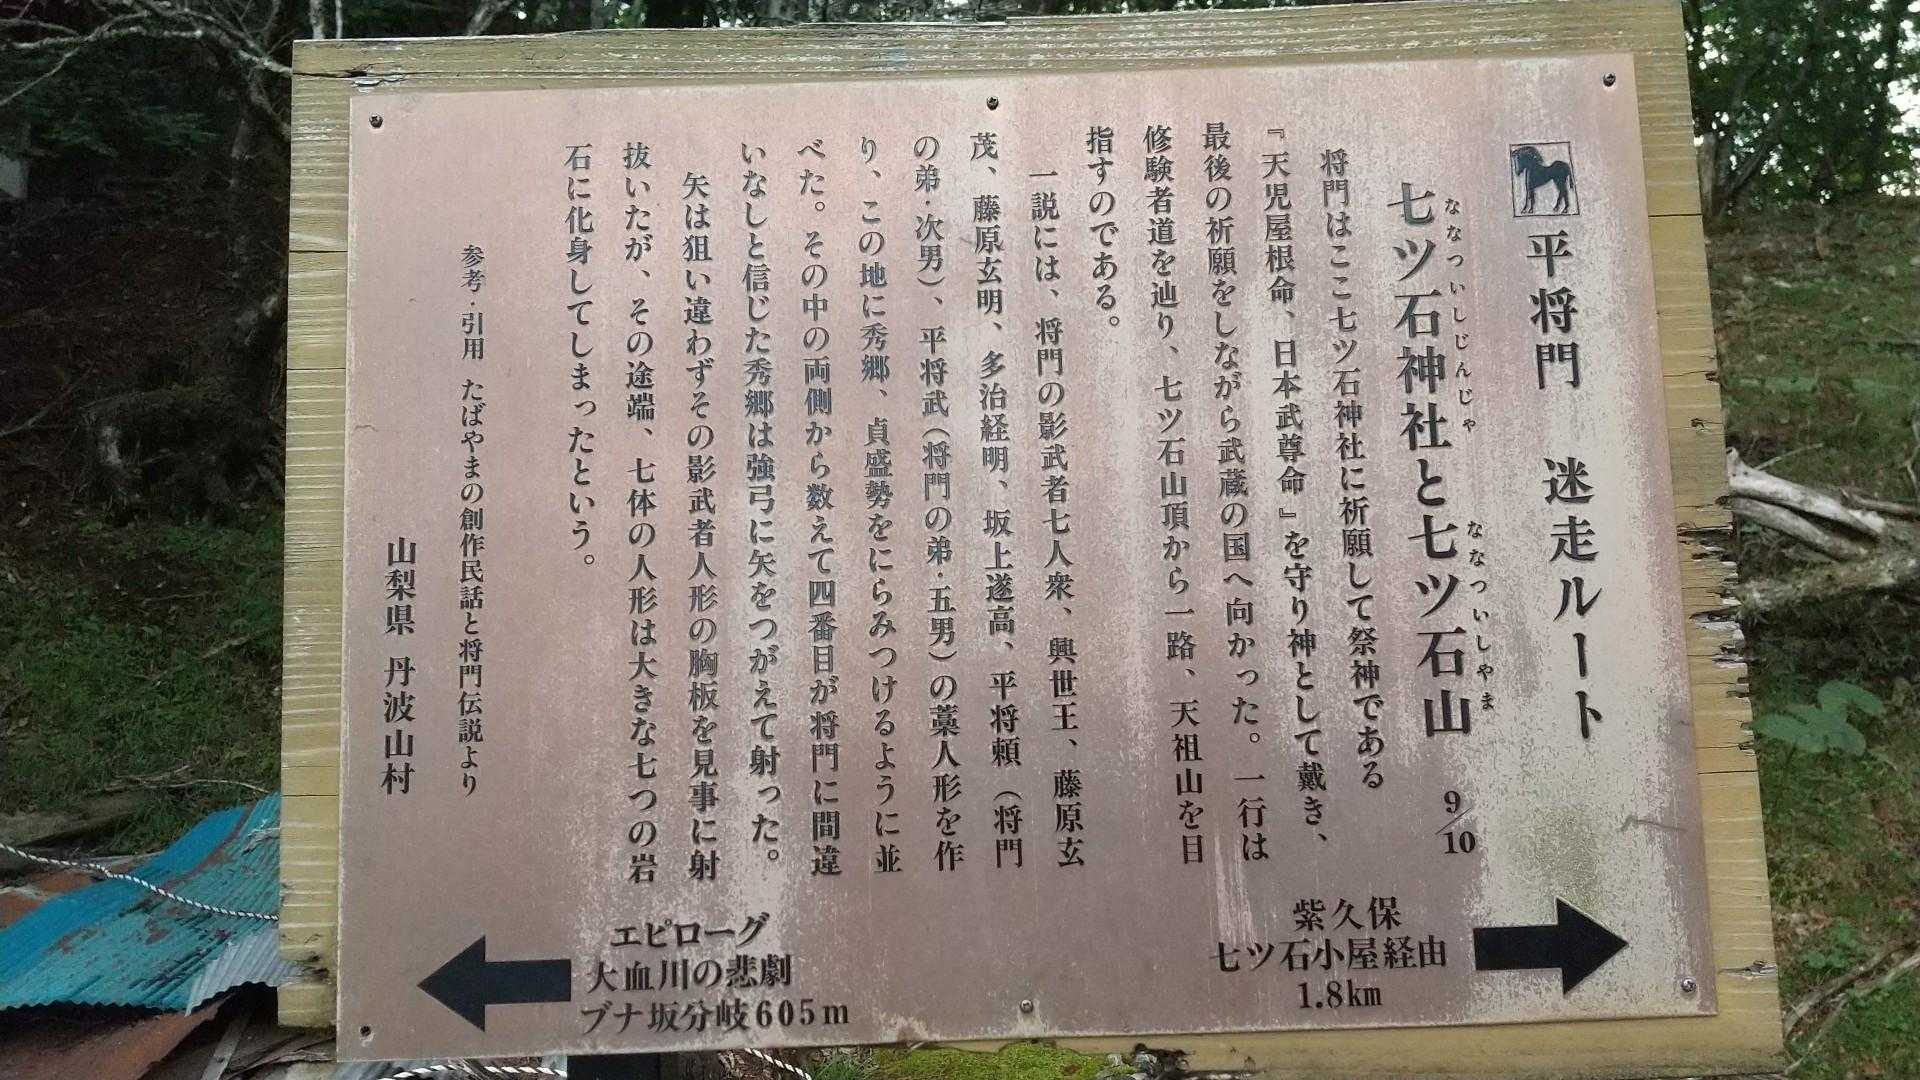 平将門 迷走ルート
七ツ石神社と七ツ石山 9/10
なないついしじんじゃ
なないついしやま
将門はここ七ツ石神社に祈願して祭神である
『天児屋根命、日本武尊命』を守り神として戴き、
最後の祈願をしながら武蔵の国へ向かった。一行は
修験者道を辿り、七ツ石山頂から一路、天祖山を目
指すのである。
一説には、将門の影武者七人衆、興世王、藤原玄
茂、藤原玄明、多治経明、坂上遂高、平将頼（将門
の弟・次男）、平将武（将門の弟・五男）の藁人形を作
り、この地に秀郷、貞盛勢をにらみつけるように並
べた。その中の両側から数えて四番目が将門に間違
いなしと信じた秀郷は強弓に矢をつがえて射った。
矢は狙い違わずその影武者人形の胸板を見事に射
抜いたが、その途端、七体の人形は大きな七つの岩
石に化身してしまったという。
参考・引用 たばやまの創作民話と将門伝説より
山梨県 丹波山村
紫久保
七ツ石小屋経由
1.8km
エピローグ
大血川の悲劇
ブナ坂分岐605m